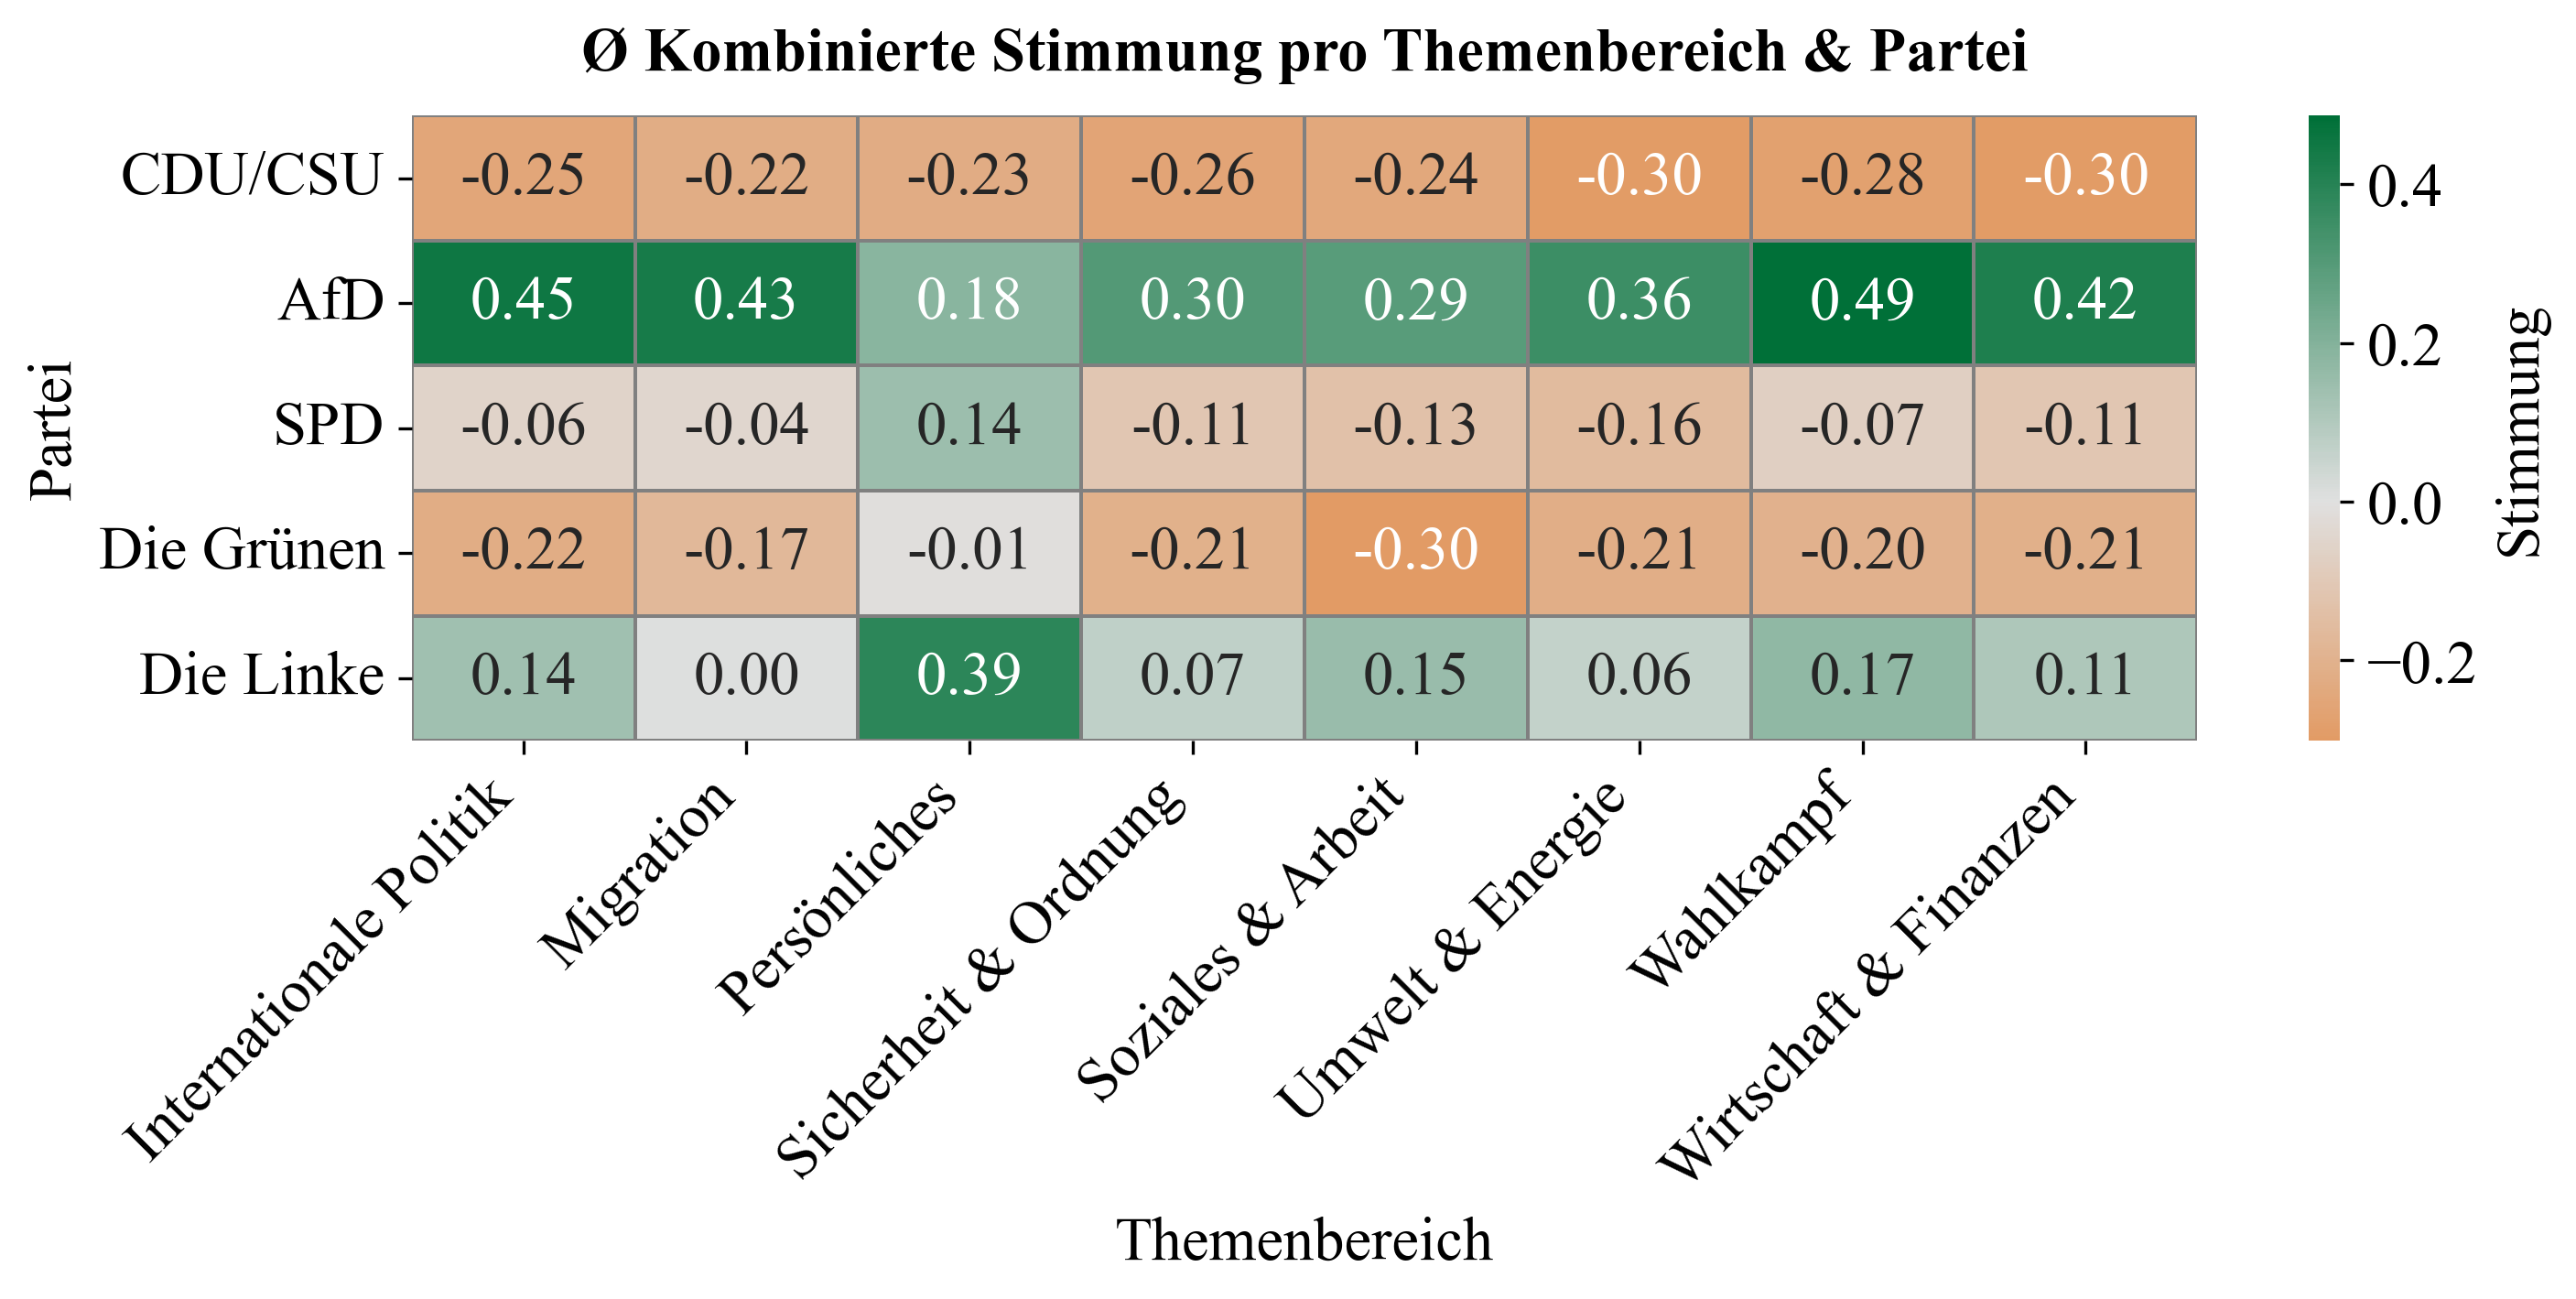 Ø Kombinierte Stimmung pro Themenbereich & Partei
Partei
CDU/CSU -0.25 -0.22 -0.23 -0.26 -0.24 -0.30 -0.28 -0.30
AfD 0.45 0.43 0.18 0.30 0.29 0.36 0.49 0.42
SPD -0.06 -0.04 0.14 -0.11 -0.13 -0.16 -0.07 -0.11
Die Grünen -0.22 -0.17 -0.01 -0.21 -0.30 -0.21 -0.20 -0.21
Die Linke 0.14 0.00 0.39 0.07 0.15 0.06 0.17 0.11
Internationale Politik
Migration
Persönliches
Sicherheit & Ordnung
Soziales & Arbeit
Umwelt & Energie
Wahlkampf
Wirtschaft & Finanzen
Themenbereich
0.4
0.2
0.0
−0.2
Stimmung